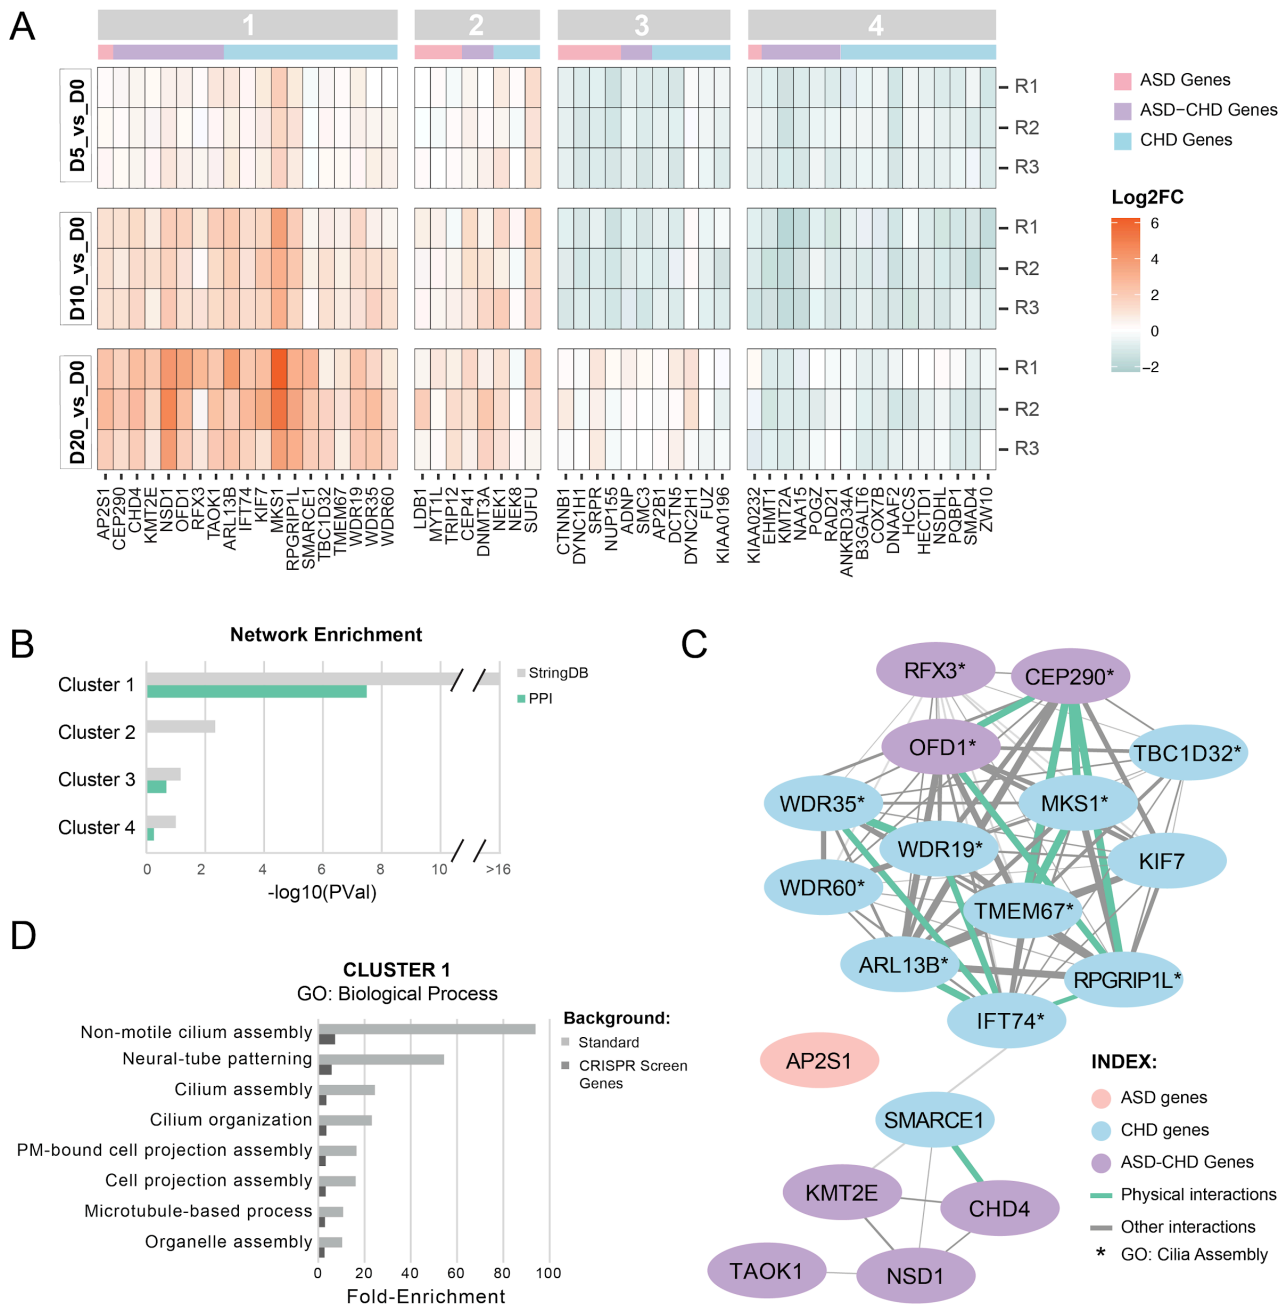 A
1
2
3
4
D5_vs_D0
R1
R2
R3
D10_vs_D0
R1
R2
R3
D20_vs_D0
R1
R2
R3
ASD Genes
ASD-CHD Genes
CHD Genes
Log2FC
6
4
2
0
-2
AP2S1
CEP290
CHD4
KMT2E
NSD1
OFD1
RFX3
TAOK1
ARL13B
IFT74
KIF7
MKS1
RPGRIP1L
SMARCE1
TBC1D32
TMEM67
WDR19
WDR35
WDR60
LDB1
MYT1L
TRIP12
CEP41
DNMT3A
NEK1
NEK8
SUFU
CTNNB1
DYNC1H1
SRPR
NUP155
ADNP
SMC3
AP2B1
DCTN5
DYNC2H1
FUZ
KIAA0196
KIAA0232
EHMT1
KMT2A
NAA15
POGZ
RAD21
ANKRD34A
B3GALT6
COX7B
DNAAF2
HCCS
HECTD1
NSDHL
PQBP1
SMAD4
ZW10
B
Network Enrichment
Cluster 1
Cluster 2
Cluster 3
Cluster 4
0
2
4
6
8
10
>16
-log10(PVal)
StringDB
PPI
C
RFX3*
CEP290*
OFD1*
TBC1D32*
WDR35*
MKS1*
WDR19*
KIF7
WDR60*
TMEM67*
ARL13B*
RPGRIP1L*
IFT74*
AP2S1
SMARCE1
KMT2E
CHD4
TAOK1
NSD1
INDEX:
ASD genes
CHD genes
ASD-CHD Genes
Physical interactions
Other interactions
* GO: Cilia Assembly
D
CLUSTER 1
GO: Biological Process
Non-motile cilium assembly
Neural-tube patterning
Cilium assembly
Cilium organization
PM-bound cell projection assembly
Cell projection assembly
Microtubule-based process
Organelle assembly
0
20
40
60
80
100
Fold-Enrichment
Background:
Standard
CRISPR Screen
Genes